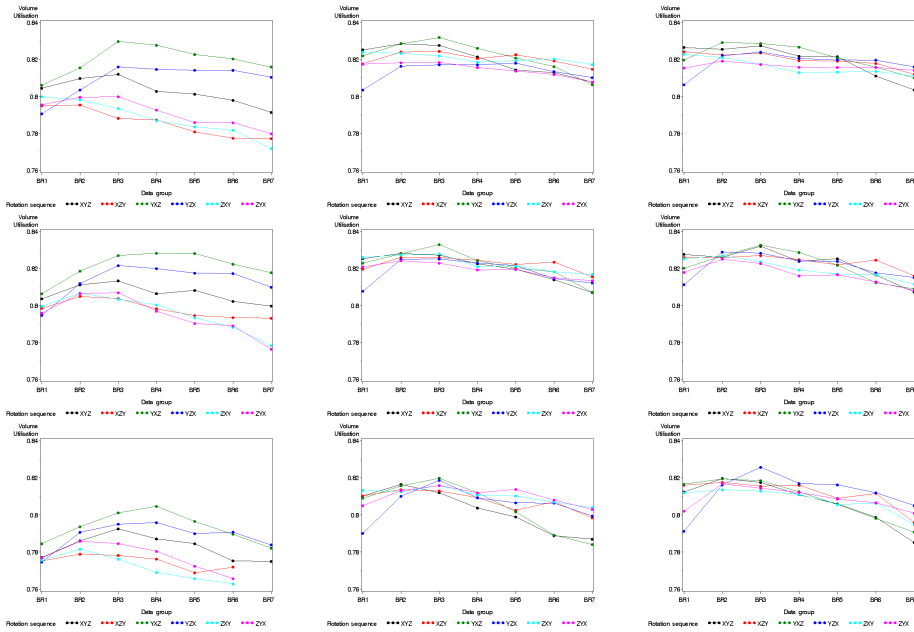 Volume
Utilisation
0.84
0.82
0.8
0.78
0.76
BR1 BR2 BR3 BR4 BR5 BR6 BR7
Data group
Rotation sequence XYZ XZY YXZ YZX ZXY ZYX
Volume
Utilisation
0.84
0.82
0.8
0.78
0.76
BR1 BR2 BR3 BR4 BR5 BR6 BR7
Data group
Rotation sequence XYZ XZY YXZ YZX ZXY ZYX
Volume
Utilisation
0.84
0.82
0.8
0.78
0.76
BR1 BR2 BR3 BR4 BR5 BR6 BR7
Data group
Rotation sequence XYZ XZY YXZ YZX ZXY ZYX
Volume
Utilisation
0.84
0.82
0.8
0.78
0.76
BR1 BR2 BR3 BR4 BR5 BR6 BR7
Data group
Rotation sequence XYZ XZY YXZ YZX ZXY ZYX
Volume
Utilisation
0.84
0.82
0.8
0.78
0.76
BR1 BR2 BR3 BR4 BR5 BR6 BR7
Data group
Rotation sequence XYZ XZY YXZ YZX ZXY ZYX
Volume
Utilisation
0.84
0.82
0.8
0.78
0.76
BR1 BR2 BR3 BR4 BR5 BR6 BR7
Data group
Rotation sequence XYZ XZY YXZ YZX ZXY ZYX
Volume
Utilisation
0.84
0.82
0.8
0.78
0.76
BR1 BR2 BR3 BR4 BR5 BR6 BR7
Data group
Rotation sequence XYZ XZY YXZ YZX ZXY ZYX
Volume
Utilisation
0.84
0.82
0.8
0.78
0.76
BR1 BR2 BR3 BR4 BR5 BR6 BR7
Data group
Rotation sequence XYZ XZY YXZ YZX ZXY ZYX
Volume
Utilisation
0.84
0.82
0.8
0.78
0.76
BR1 BR2 BR3 BR4 BR5 BR6 BR7
Data group
Rotation sequence XYZ XZY YXZ YZX ZXY ZYX